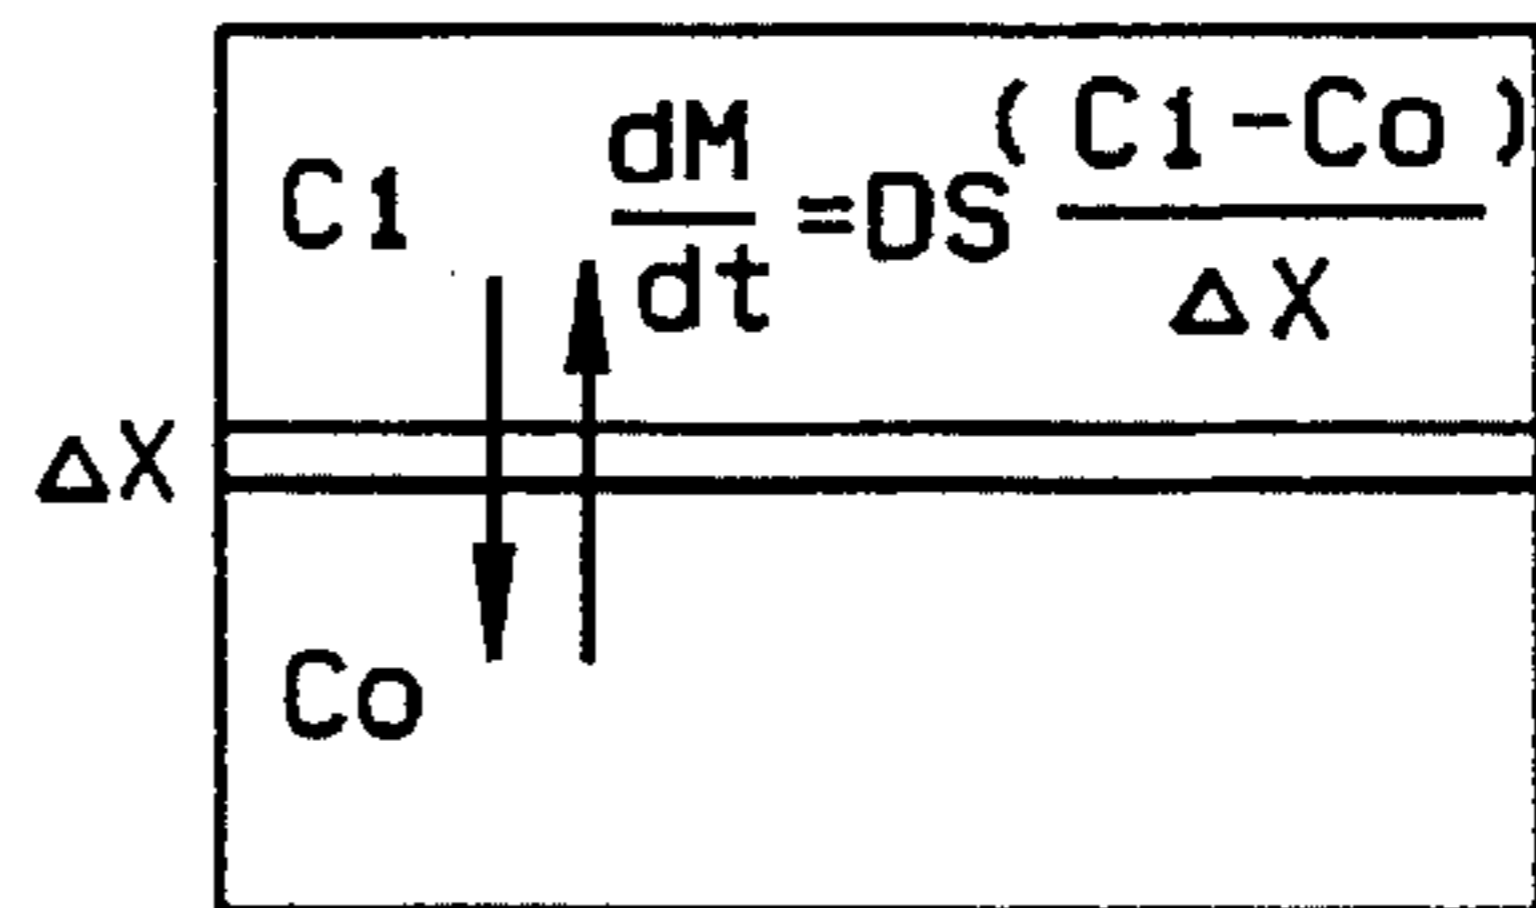 C1
dM/dt =DS (C1-Co)/ΔX
ΔX
Co